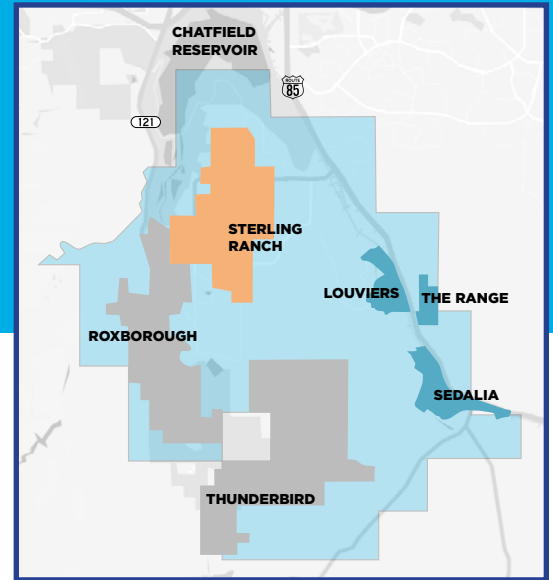 CHATFIELD
RESERVOIR
ROUTE
85
121
STERLING
RANCH
LOUVIERS
THE RANGE
ROXBOROUGH
SEDALIA
THUNDERBIRD